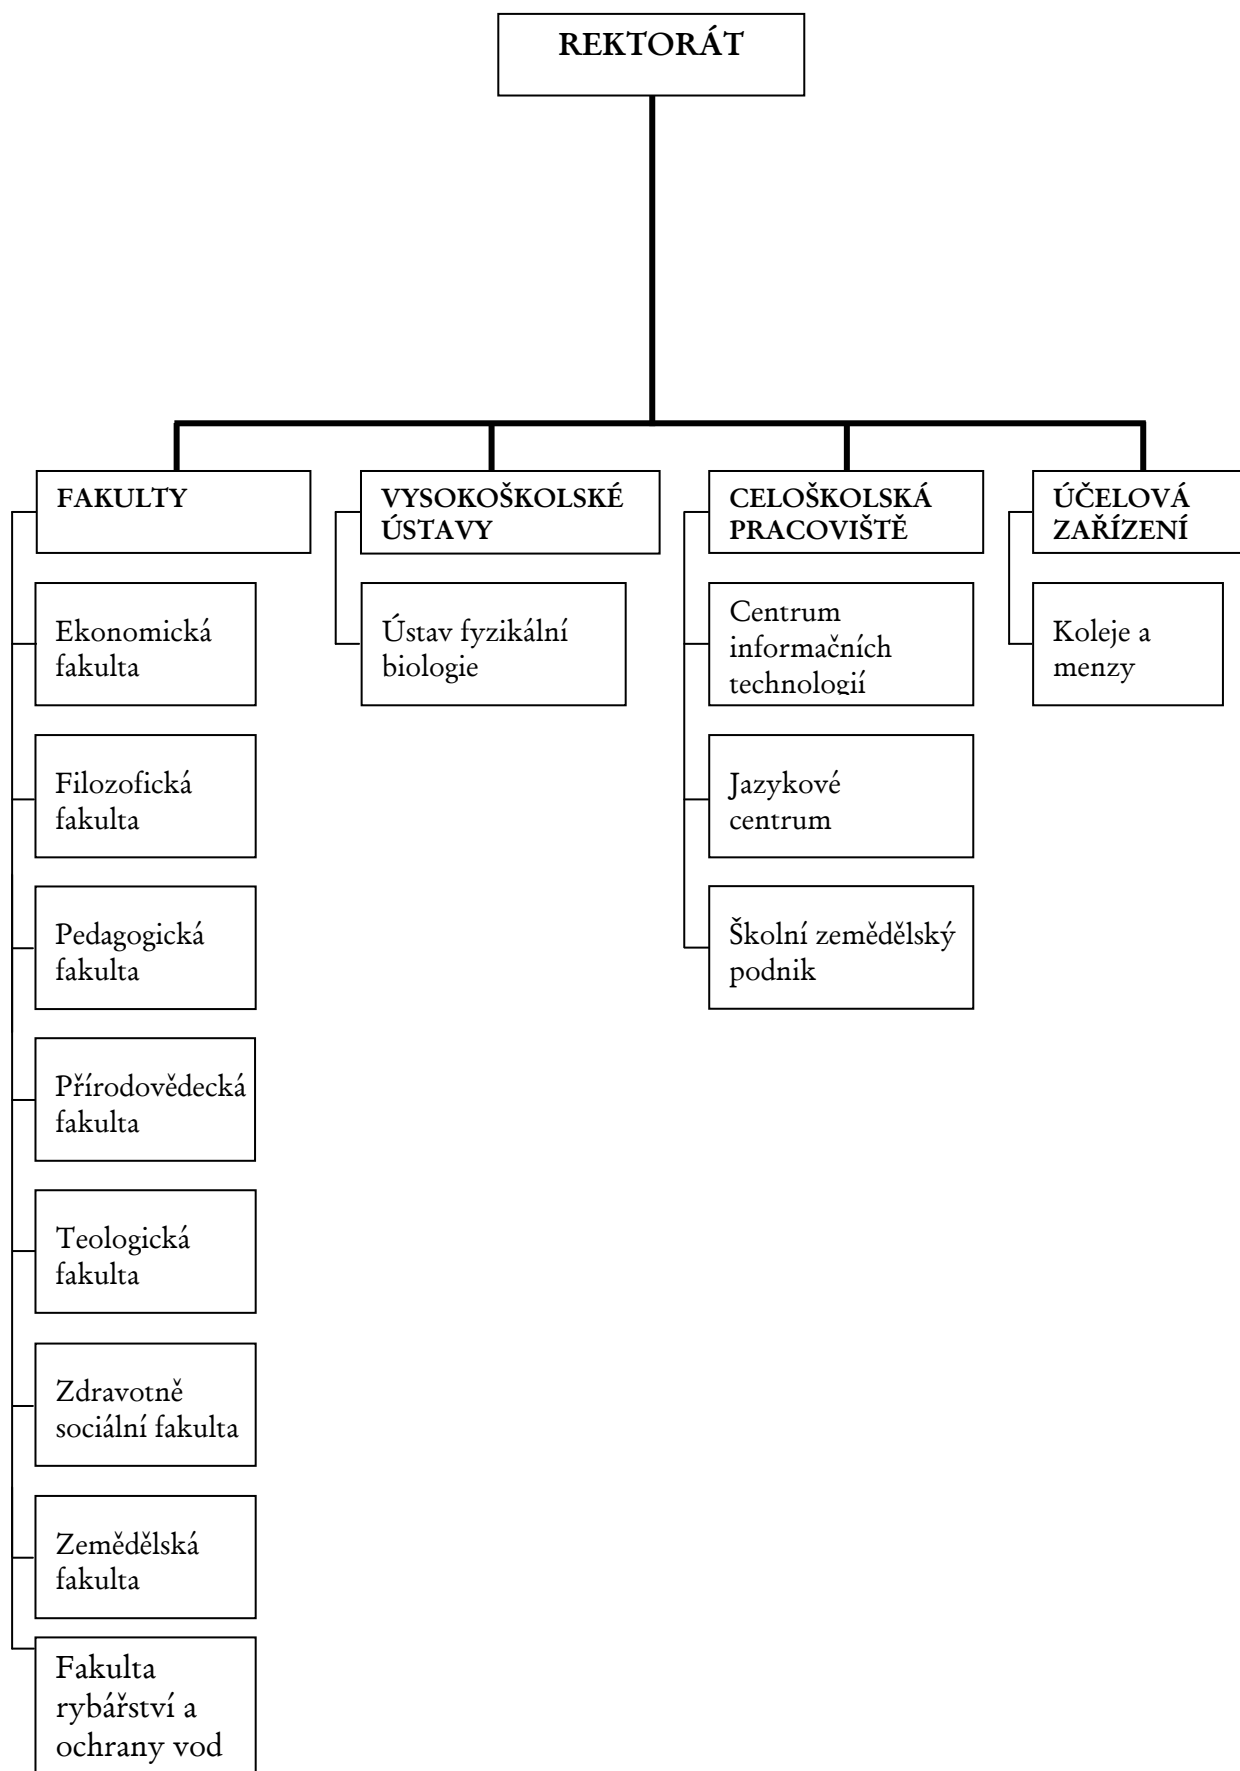 REKTORÁT
FAKULTY
Ekonomická
fakulta
Filozofická
fakulta
Pedagogická
fakulta
Přírodovědecká
fakulta
Teologická
fakulta
Zdravotně
sociální fakulta
Zemědělská
fakulta
Fakulta
rybářství a
ochrany vod
VYSOKOŠKOLSKÉ
ÚSTAVY
Ústav fyzikální
biologie
CELOŠKOLSKÁ
PRACOVIŠTĚ
Centrum
informačních
technologií
Jazykové
centrum
Školní zemědělský
podnik
ÚČELOVÁ
ZAŘÍZENÍ
Koleje a
menzy